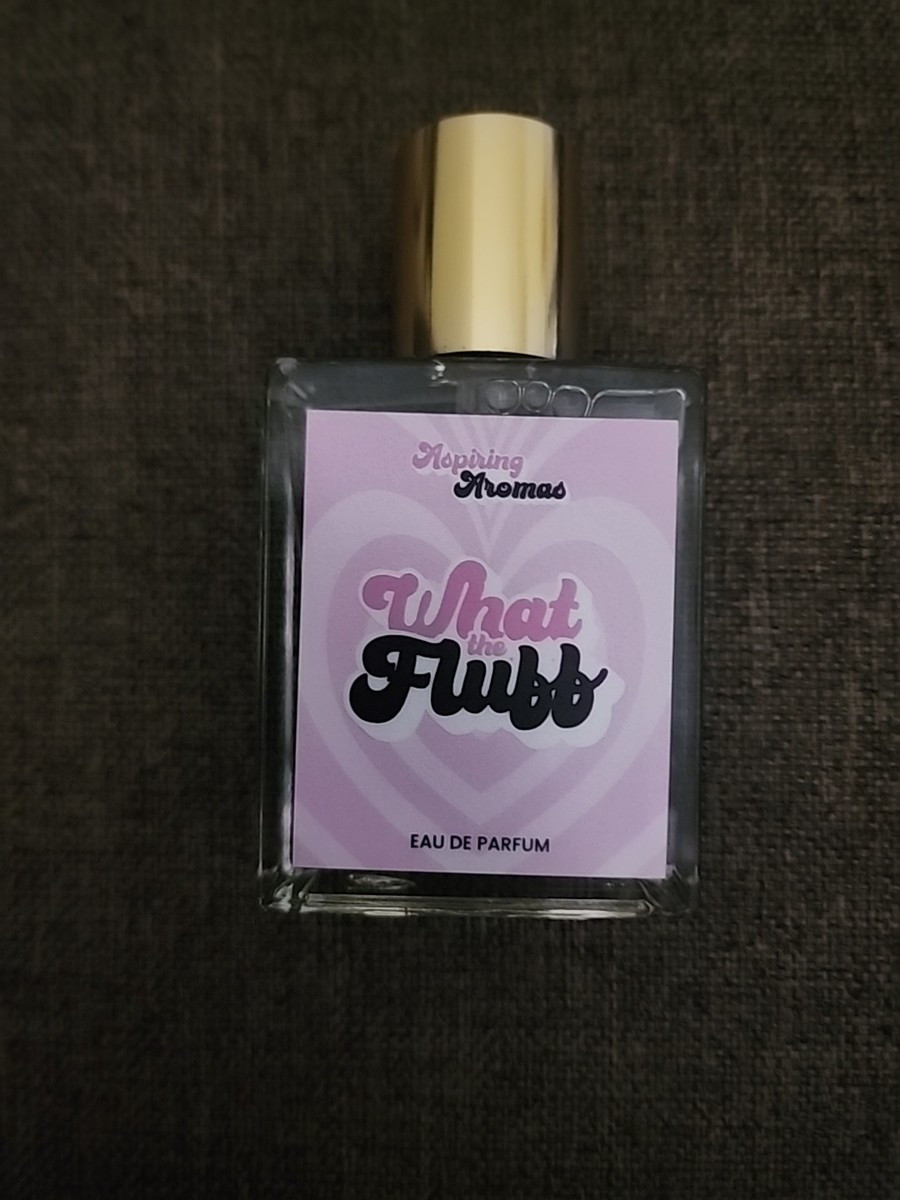 Aspiring
Aromas
What
the
Fluff
EAU DE PARFUM